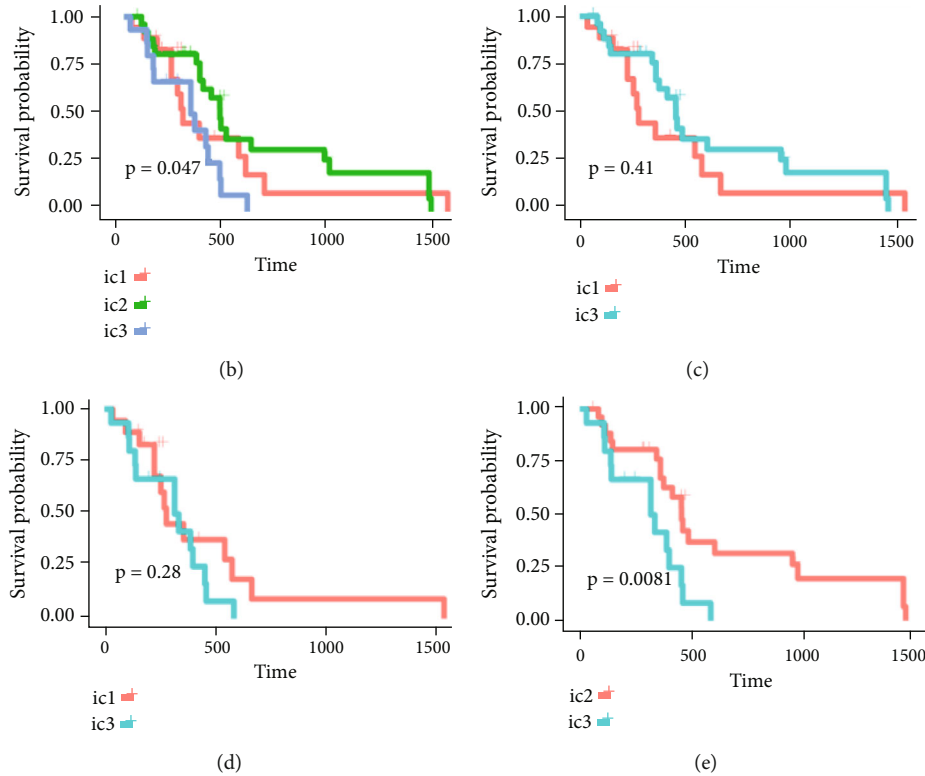 1.00
0.75
0.50
0.25
0.00
Survival probability
p = 0.047
0
500
1000
1500
Time
ic1
ic2
ic3
(b)
1.00
0.75
0.50
0.25
0.00
Survival probability
p = 0.41
0
500
1000
1500
Time
ic1
ic3
(c)
1.00
0.75
0.50
0.25
0.00
Survival probability
p = 0.28
0
500
1000
1500
Time
ic1
ic3
(d)
1.00
0.75
0.50
0.25
0.00
Survival probability
p = 0.0081
0
500
1000
1500
Time
ic2
ic3
(e)